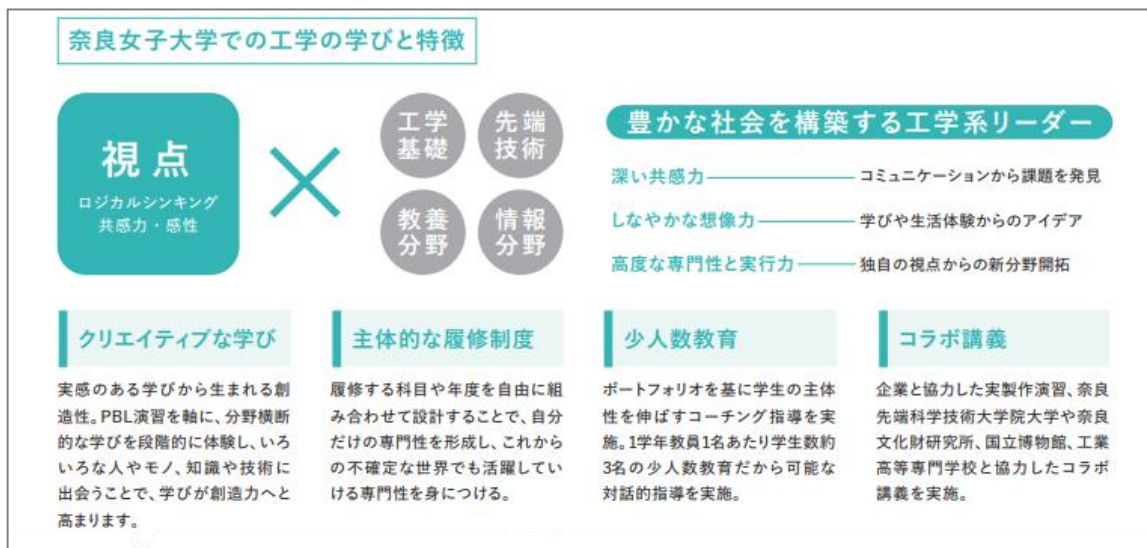 奈良女子大学での工学の学びと特徴
視点
ロジカルシンキング
共感力・感性
×
工学
基礎
先端
技術
教養
分野
情報
分野
豊かな社会を構築する工学系リーダー
深い共感力 コミュニケーションから課題を発見
しなやかな想像力 学びや生活体験からのアイデア
高度な専門性と実行力 独自の視点からの新分野開拓
クリエイティブな学び
実感のある学びから生まれる創
造性。PBL演習を軸に、分野横断
的な学びを段階的に体験し、いろ
いろな人やモノ、知識や技術に
出会うことで、学びが創造力へと
高まります。
主体的な履修制度
履修する科目や年度を自由に組
み合わせて設計することで、自分
だけの専門性を形成し、これから
の不確定な世界でも活躍してい
ける専門性を身につける。
少人数教育
ポートフォリオを基に学生の主体
性を伸ばすコーチング指導を実
施。1学年教員1名あたり学生数約
3名の少人数教育だから可能な
対話的指導を実施。
コラボ講義
企業と協力した実製作演習、奈良
先端科学技術大学院大学や奈良
文化財研究所、国立博物館、工業
高等専門学校と協力したコラボ
講義を実施。